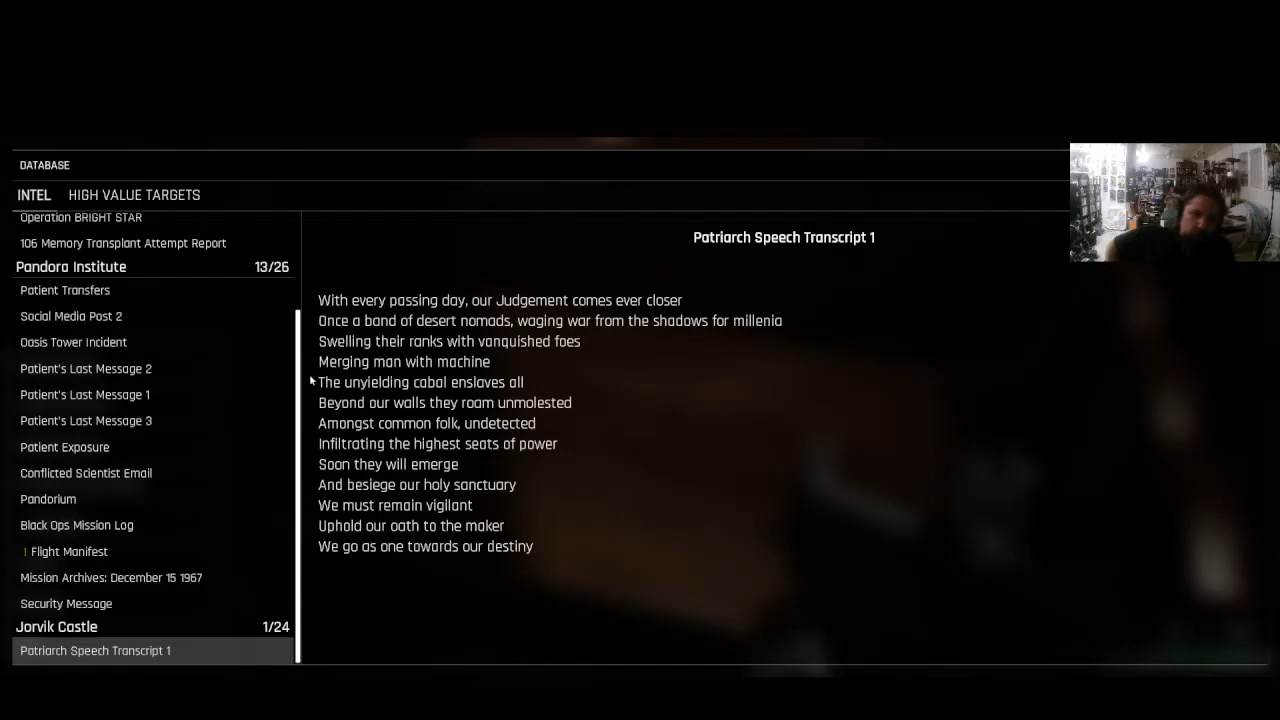 DATABASE
INTEL HIGH VALUE TARGETS
Operation BRIGHT STAR
106 Memory Transplant Attempt Report
Pandora Institute 13/26
Patient Transfers
Social Media Post 2
Oasis Tower Incident
Patient's Last Message 2
Patient's Last Message 1
Patient's Last Message 3
Patient Exposure
Conflicted Scientist Email
Pandorium
Black Ops Mission Log
! Flight Manifest
Mission Archives: December 15 1967
Security Message
Jorvik Castle 1/24
Patriarch Speech Transcript 1
Patriarch Speech Transcript 1
With every passing day, our Judgement comes ever closer
Once a band of desert nomads, waging war from the shadows for millenia
Swelling their ranks with vanquished foes
Merging man with machine
The unyielding cabal enslaves all
Beyond our walls they roam unmolested
Amongst common folk, undetected
Infiltrating the highest seats of power
Soon they will emerge
And besiege our holy sanctuary
We must remain vigilant
Uphold our oath to the maker
We go as one towards our destiny